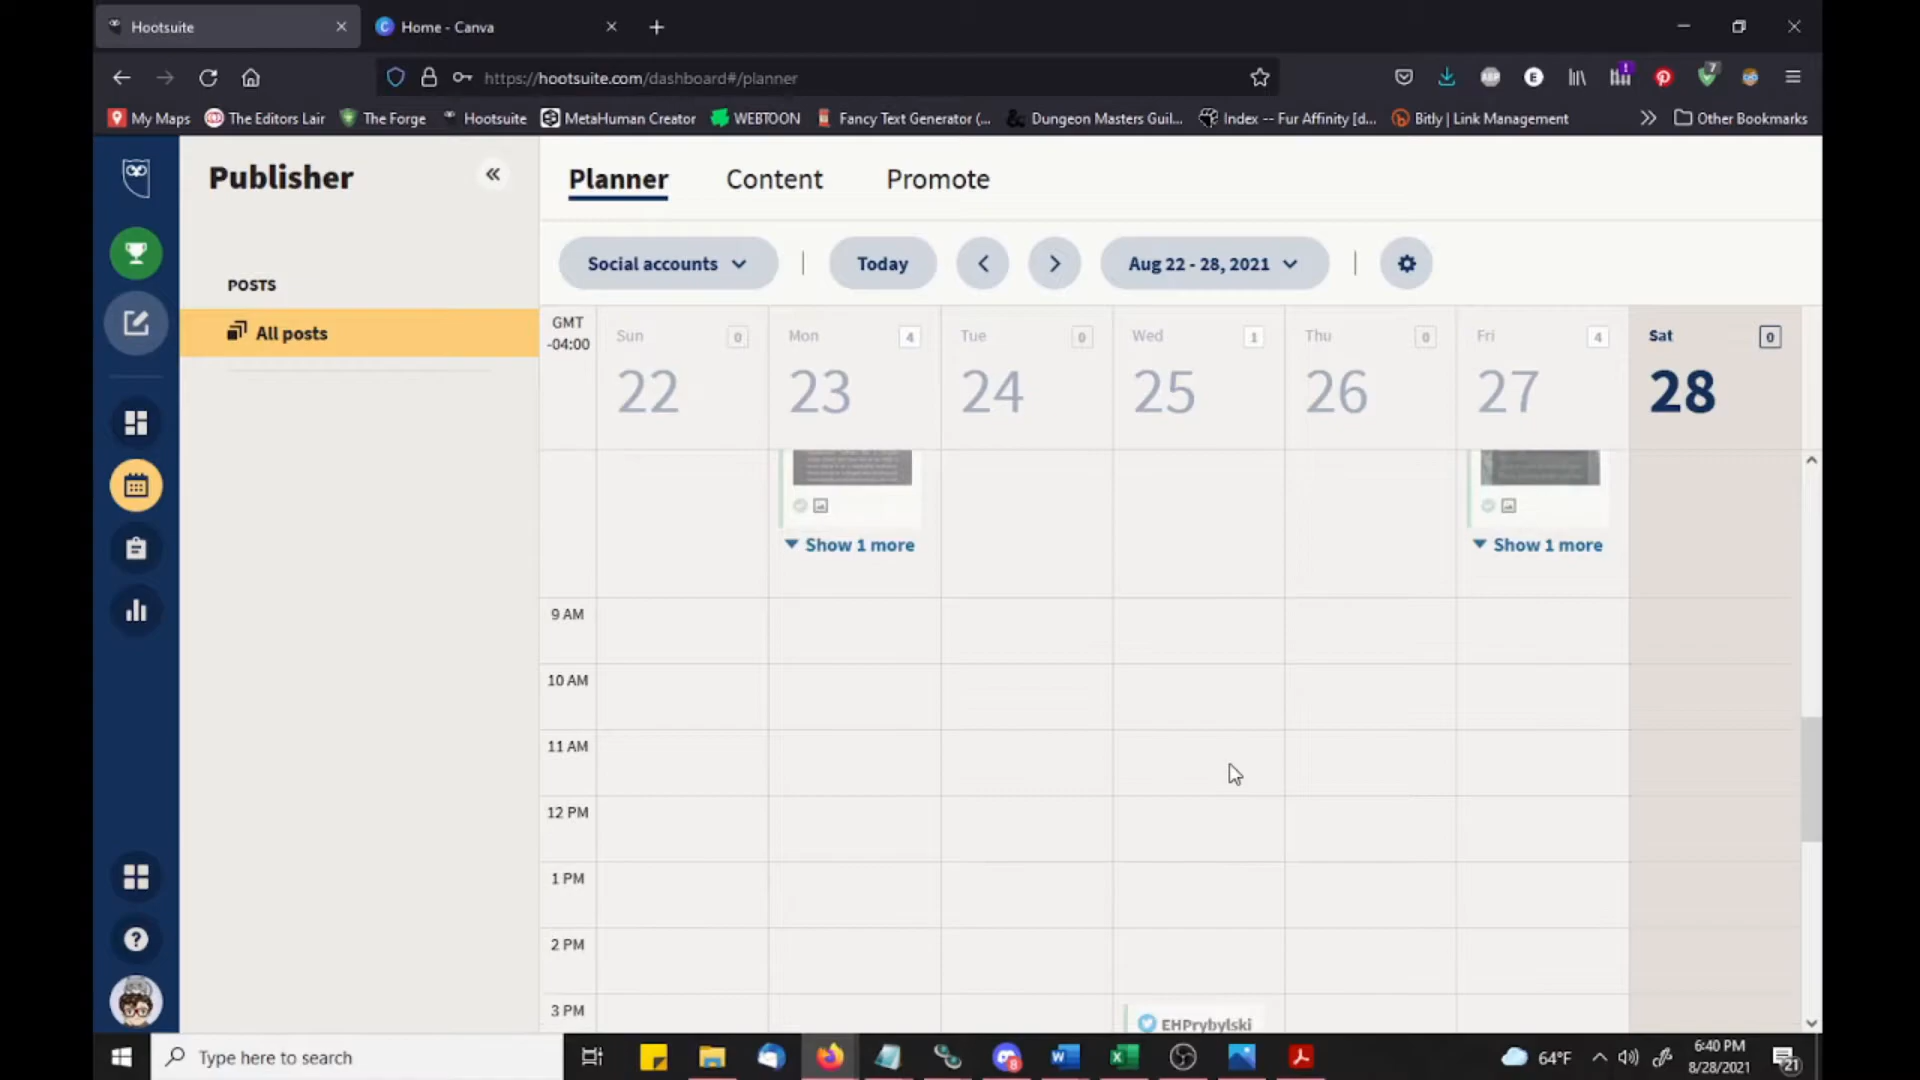 Hootsuite
Home - Canva
https://hootsuite.com/dashboard#/planner
7
My Maps
The Editors Lair
The Forge
Hootsuite
MetaHuman Creator
WEBTOON
Fancy Text Generator (...
Dungeon Masters Guil...
Index -- Fur Affinity [d...
Bitly | Link Management
Other Bookmarks
Publisher
Planner
Content
Promote
Social accounts
Today
Aug 22 - 28, 2021
POSTS
All posts
GMT
-04:00
Sun 0
22
Mon 4
23
Tue 0
24
Wed 1
25
Thu 0
26
Fri 4
27
Sat 0
28
Show 1 more
Show 1 more
9 AM
10 AM
11 AM
12 PM
1 PM
2 PM
3 PM
EHPrybylski
Type here to search
64°F
6:40 PM
8/28/2021
21